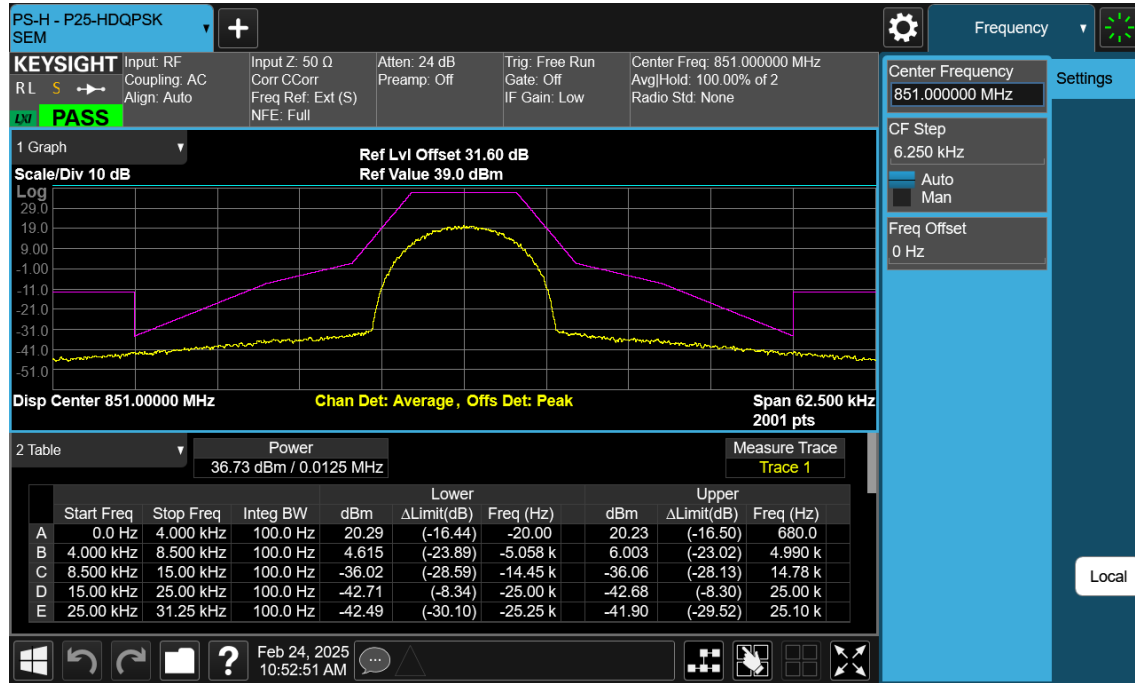 PS-H - P25-HDQPSK
SEM
Frequency
KEYSIGHT
RL S
LXI PASS
Input: RF
Coupling: AC
Align: Auto
Input Z: 50 Ω
Corr CCorr
Freq Ref: Ext (S)
NFE: Full
Atten: 24 dB
Preamp: Off
Trig: Free Run
Gate: Off
IF Gain: Low
Center Freq: 851.000000 MHz
Avg|Hold: 100.00% of 2
Radio Std: None
Center Frequency
851.000000 MHz
Settings
CF Step
6.250 kHz
Auto
Man
Freq Offset
0 Hz
Local
1 Graph
Scale/Div 10 dB
Ref Lvl Offset 31.60 dB
Ref Value 39.0 dBm
Log
29.0
19.0
9.00
-1.00
-11.0
-21.0
-31.0
-41.0
-51.0
Disp Center 851.00000 MHz
Chan Det: Average , Offs Det: Peak
Span 62.500 kHz
2001 pts
2 Table
Power
36.73 dBm / 0.0125 MHz
Measure Trace
Trace 1
Lower Upper
Start Freq Stop Freq Integ BW dBm ΔLimit(dB) Freq (Hz) dBm ΔLimit(dB) Freq (Hz)
A 0.0 Hz 4.000 kHz 100.0 Hz 20.29 (-16.44) -20.00 20.23 (-16.50) 680.0
B 4.000 kHz 8.500 kHz 100.0 Hz 4.615 (-23.89) -5.058 k 6.003 (-23.02) 4.990 k
C 8.500 kHz 15.00 kHz 100.0 Hz -36.02 (-28.59) -14.45 k -36.06 (-28.13) 14.78 k
D 15.00 kHz 25.00 kHz 100.0 Hz -42.71 (-8.34) -25.00 k -42.68 (-8.30) 25.00 k
E 25.00 kHz 31.25 kHz 100.0 Hz -42.49 (-30.10) -25.25 k -41.90 (-29.52) 25.10 k
Feb 24, 2025
10:52:51 AM